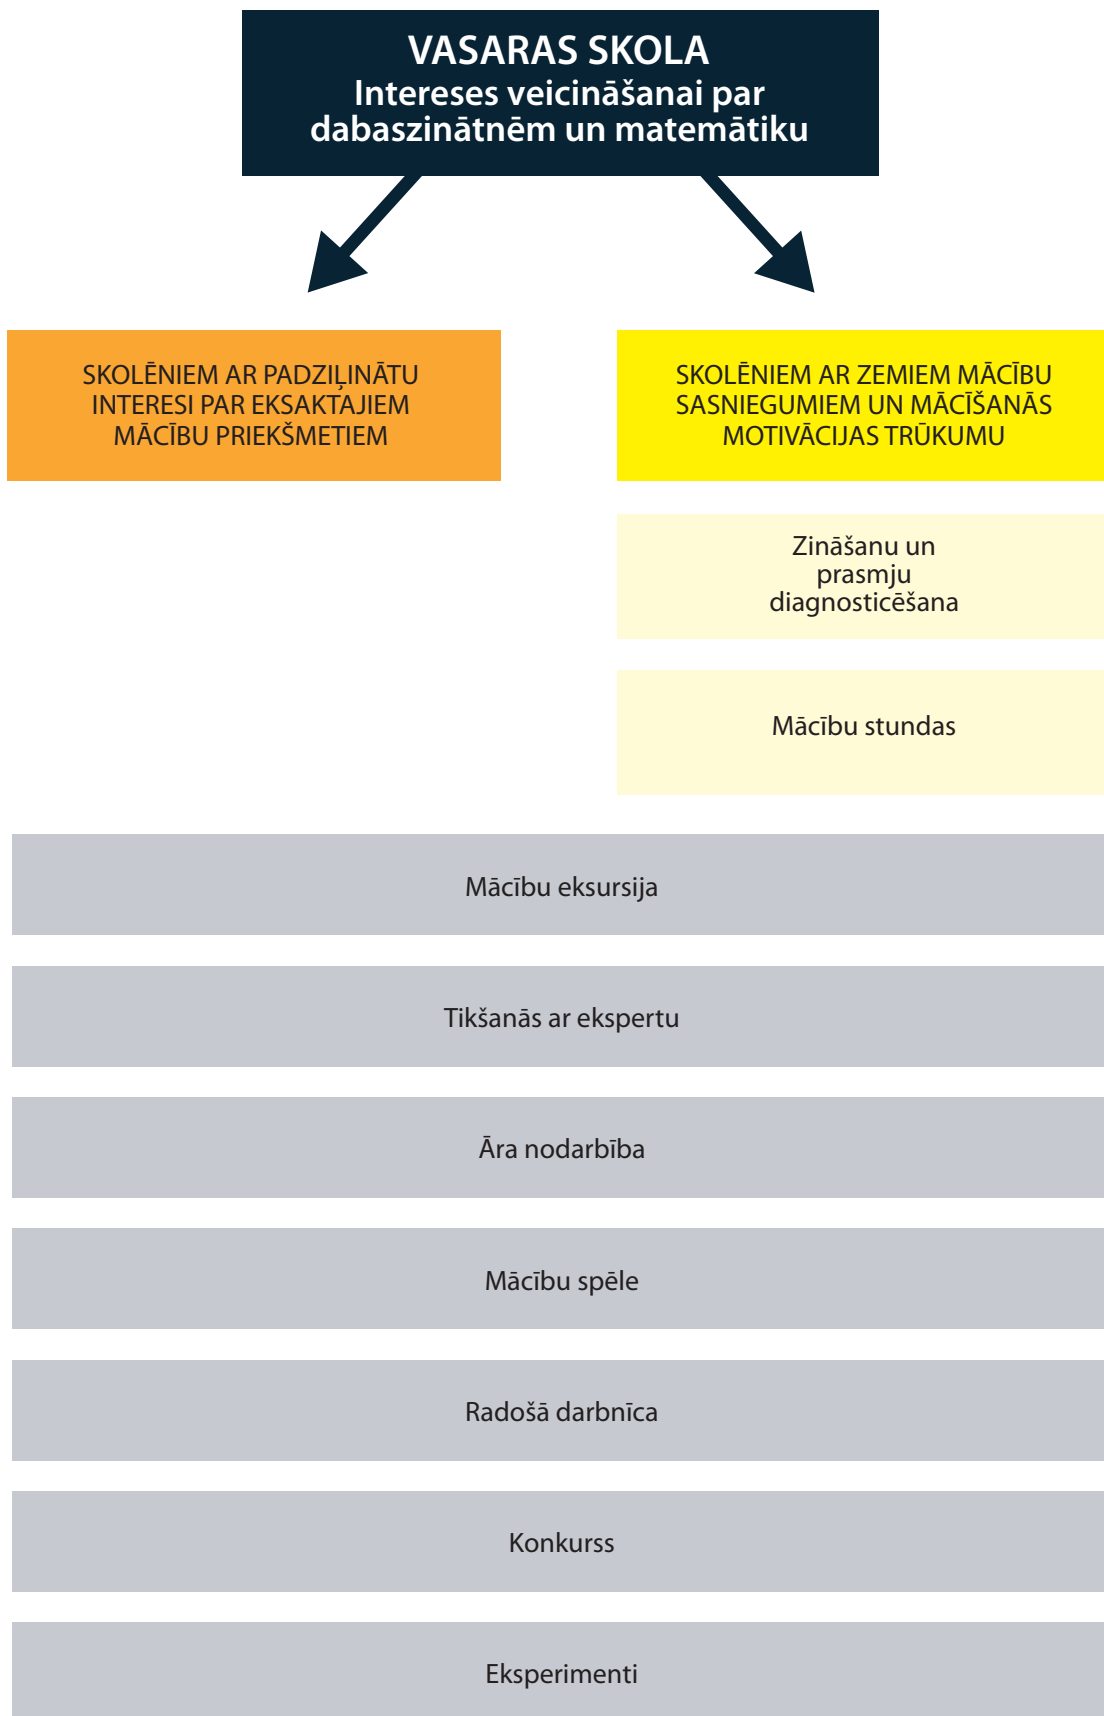 VASARAS SKOLA
Intereses veicināšanai par
dabaszinātnēm un matemātiku
SKOLĒNIEM AR PADZIĻINĀTU
INTERESI PAR EKSAKTAJIEM
MĀCĪBU PRIEKŠMETIEM
SKOLĒNIEM AR ZEMIEM MĀCĪBU
SASNIEGUMIEM UN MĀCĪŠANĀS
MOTIVĀCIJAS TRŪKUMU
Zināšanu un
prasmju
diagnosticēšana
Mācību stundas
Mācību eksursija
Tikšanās ar ekspertu
Āra nodarbība
Mācību spēle
Radošā darbnīca
Konkurss
Eksperimenti